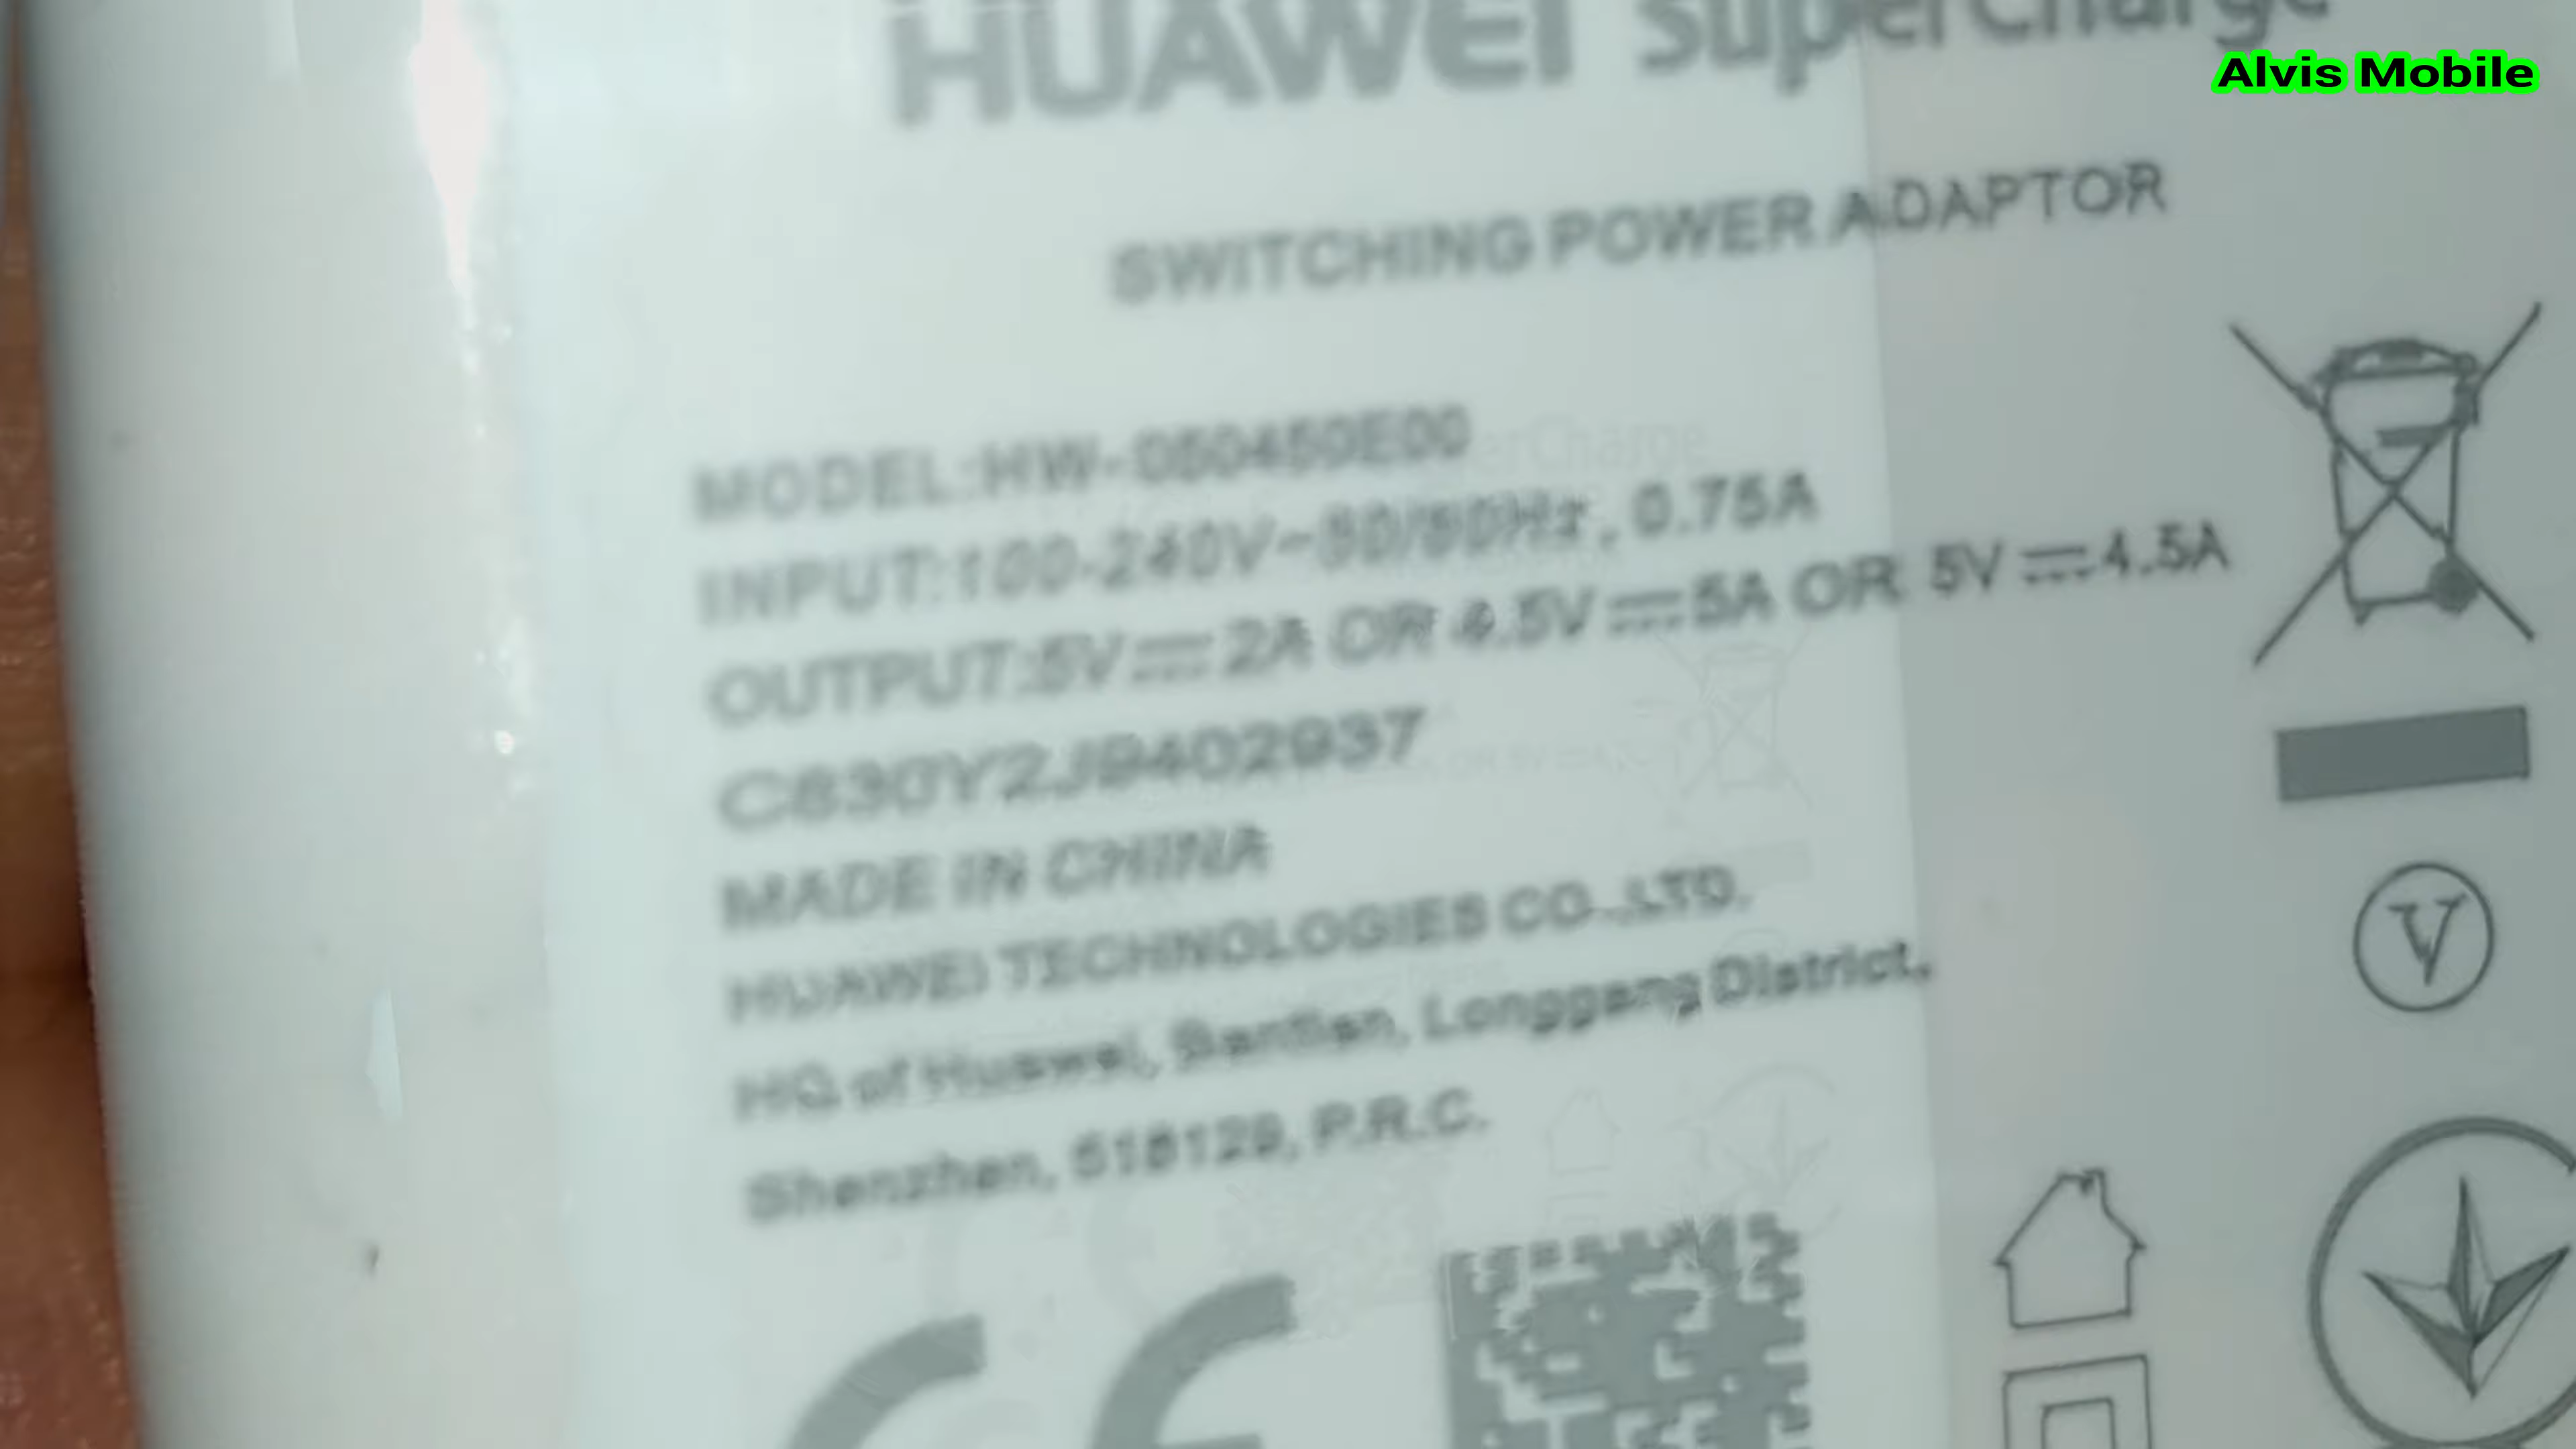 HUAWEI SuperCharge
Alvis Mobile
SWITCHING POWER ADAPTOR
MODEL:HW-050450E00
INPUT:100-240V~50/60Hz, 0.75A
OUTPUT:5V⎓2A OR 4.5V⎓5A OR 5V⎓4.5A
C830Y2J9402937
MADE IN CHINA
HUAWEI TECHNOLOGIES CO.,LTD.
HQ of Huawei, Bantian, Longgang District,
Shenzhen, 518129, P.R.C.
V
CE